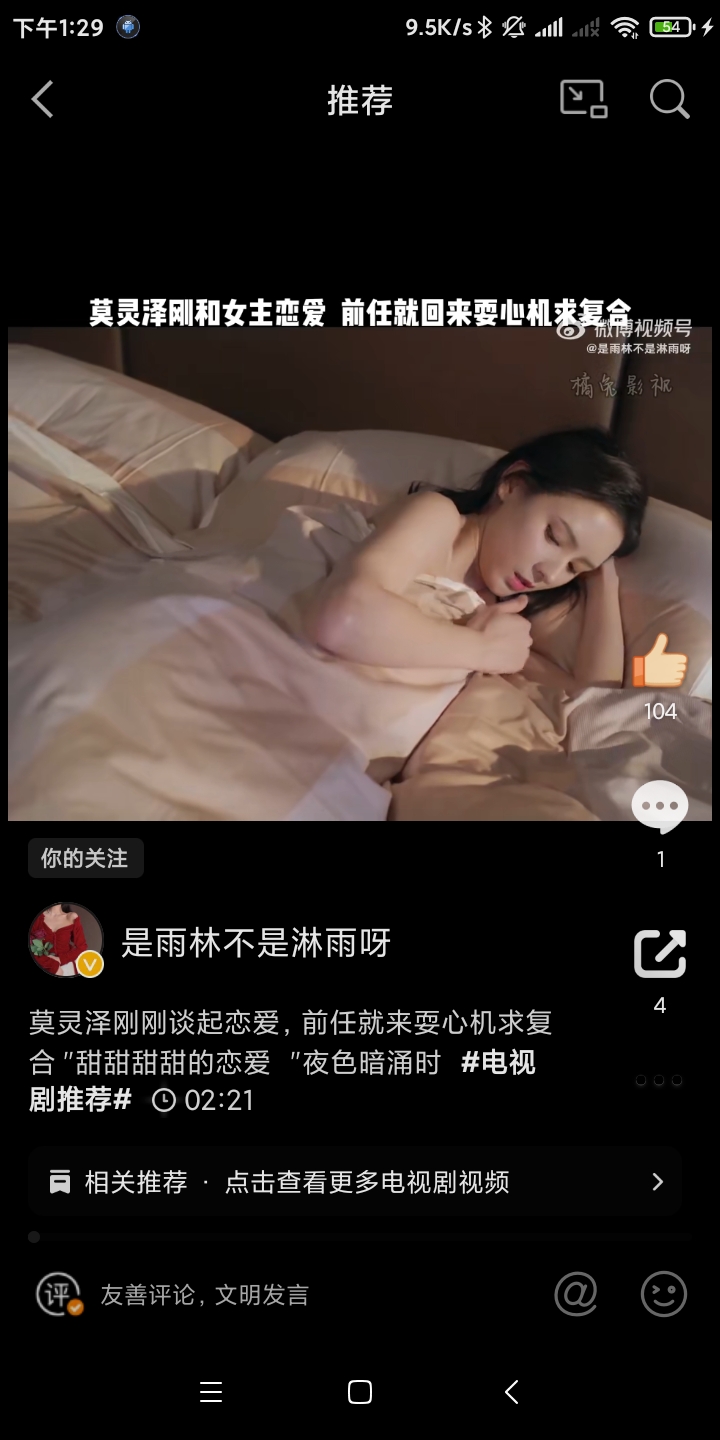 下午1:29
9.5K/s
54
推荐
莫灵泽刚和女主恋爱 前任就回来耍心机求复合
微博视频号
@是雨林不是淋雨呀
橘兔影视
104
1
你的关注
是雨林不是淋雨呀
4
莫灵泽刚刚谈起恋爱，前任就来耍心机求复
合 "甜甜甜甜的恋爱 "夜色暗涌时 #电视
剧推荐# 02:21
相关推荐 · 点击查看更多电视剧视频
评 友善评论，文明发言